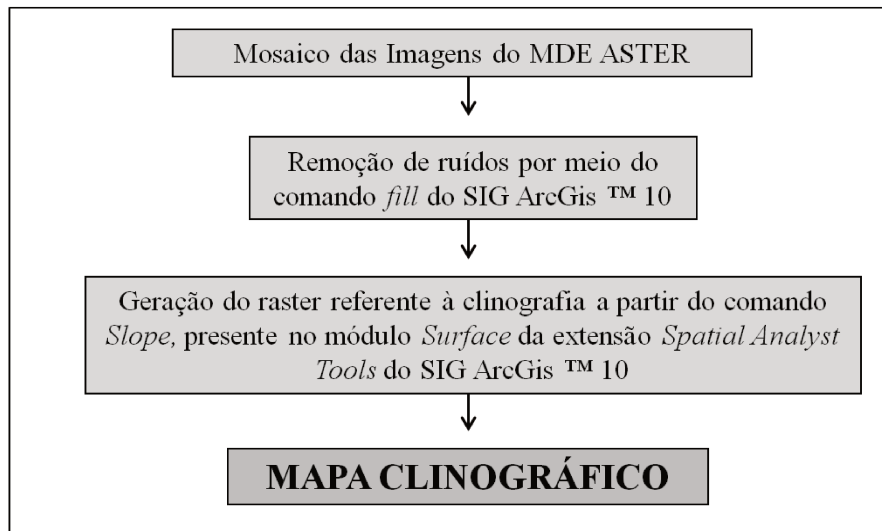 Mosaico das Imagens do MDE ASTER
Remoção de ruídos por meio do
comando fill do SIG ArcGis ™ 10
Geração do raster referente à clinografia a partir do comando
Slope, presente no módulo Surface da extensão Spatial Analyst
Tools do SIG ArcGis ™ 10
MAPA CLINOGRÁFICO